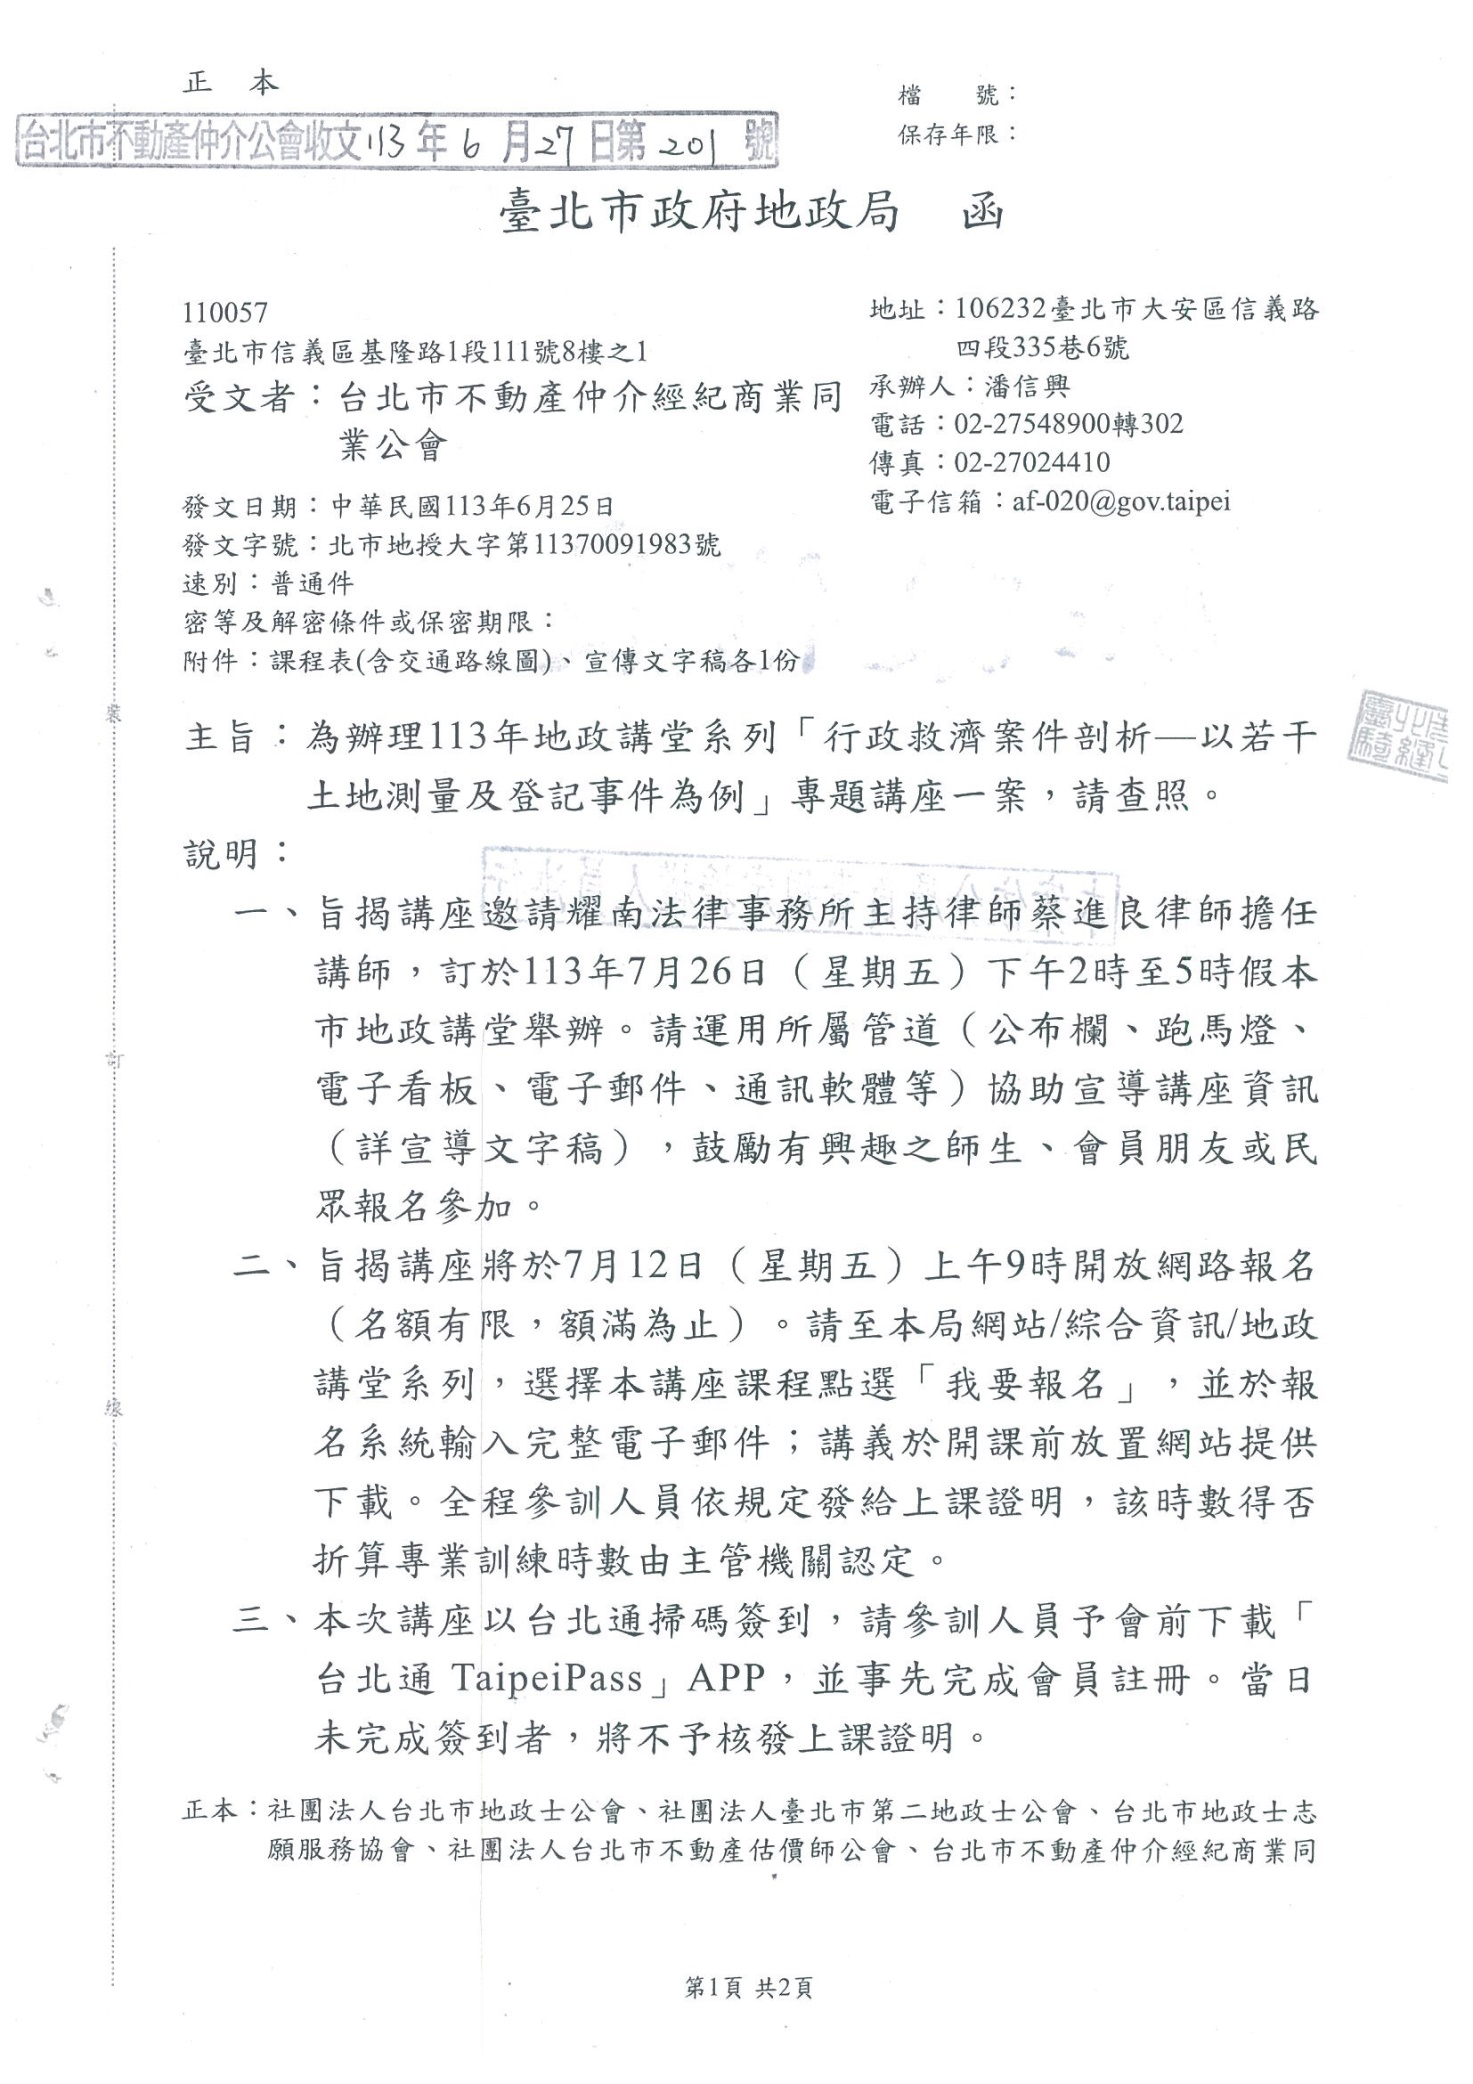 正　本
檔　　號：
保存年限：
台北市不動產仲介公會收文113年6月27日第201號
臺北市政府地政局　函
110057
臺北市信義區基隆路1段111號8樓之1
受文者：台北市不動產仲介經紀商業同
業公會
地址：106232臺北市大安區信義路
四段335巷6號
承辦人：潘信興
電話：02-27548900轉302
傳真：02-27024410
電子信箱：af-020@gov.taipei
發文日期：中華民國113年6月25日
發文字號：北市地授大字第11370091983號
速別：普通件
密等及解密條件或保密期限：
附件：課程表(含交通路線圖)、宣傳文字稿各1份
主旨：為辦理113年地政講堂系列「行政救濟案件剖析—以若干
土地測量及登記事件為例」專題講座一案，請查照。
說明：
一、旨揭講座邀請耀南法律事務所主持律師蔡進良律師擔任
講師，訂於113年7月26日（星期五）下午2時至5時假本
市地政講堂舉辦。請運用所屬管道（公布欄、跑馬燈、
電子看板、電子郵件、通訊軟體等）協助宣導講座資訊
（詳宣導文字稿），鼓勵有興趣之師生、會員朋友或民
眾報名參加。
二、旨揭講座將於7月12日（星期五）上午9時開放網路報名
（名額有限，額滿為止）。請至本局網站/綜合資訊/地政
講堂系列，選擇本講座課程點選「我要報名」，並於報
名系統輸入完整電子郵件；講義於開課前放置網站提供
下載。全程參訓人員依規定發給上課證明，該時數得否
折算專業訓練時數由主管機關認定。
三、本次講座以台北通掃碼簽到，請參訓人員予會前下載「
台北通 TaipeiPass」APP，並事先完成會員註冊。當日
未完成簽到者，將不予核發上課證明。
正本：社團法人台北市地政士公會、社團法人臺北市第二地政士公會、台北市地政士志
願服務協會、社團法人台北市不動產估價師公會、台北市不動產仲介經紀商業同
裝
訂
線
第1頁 共2頁